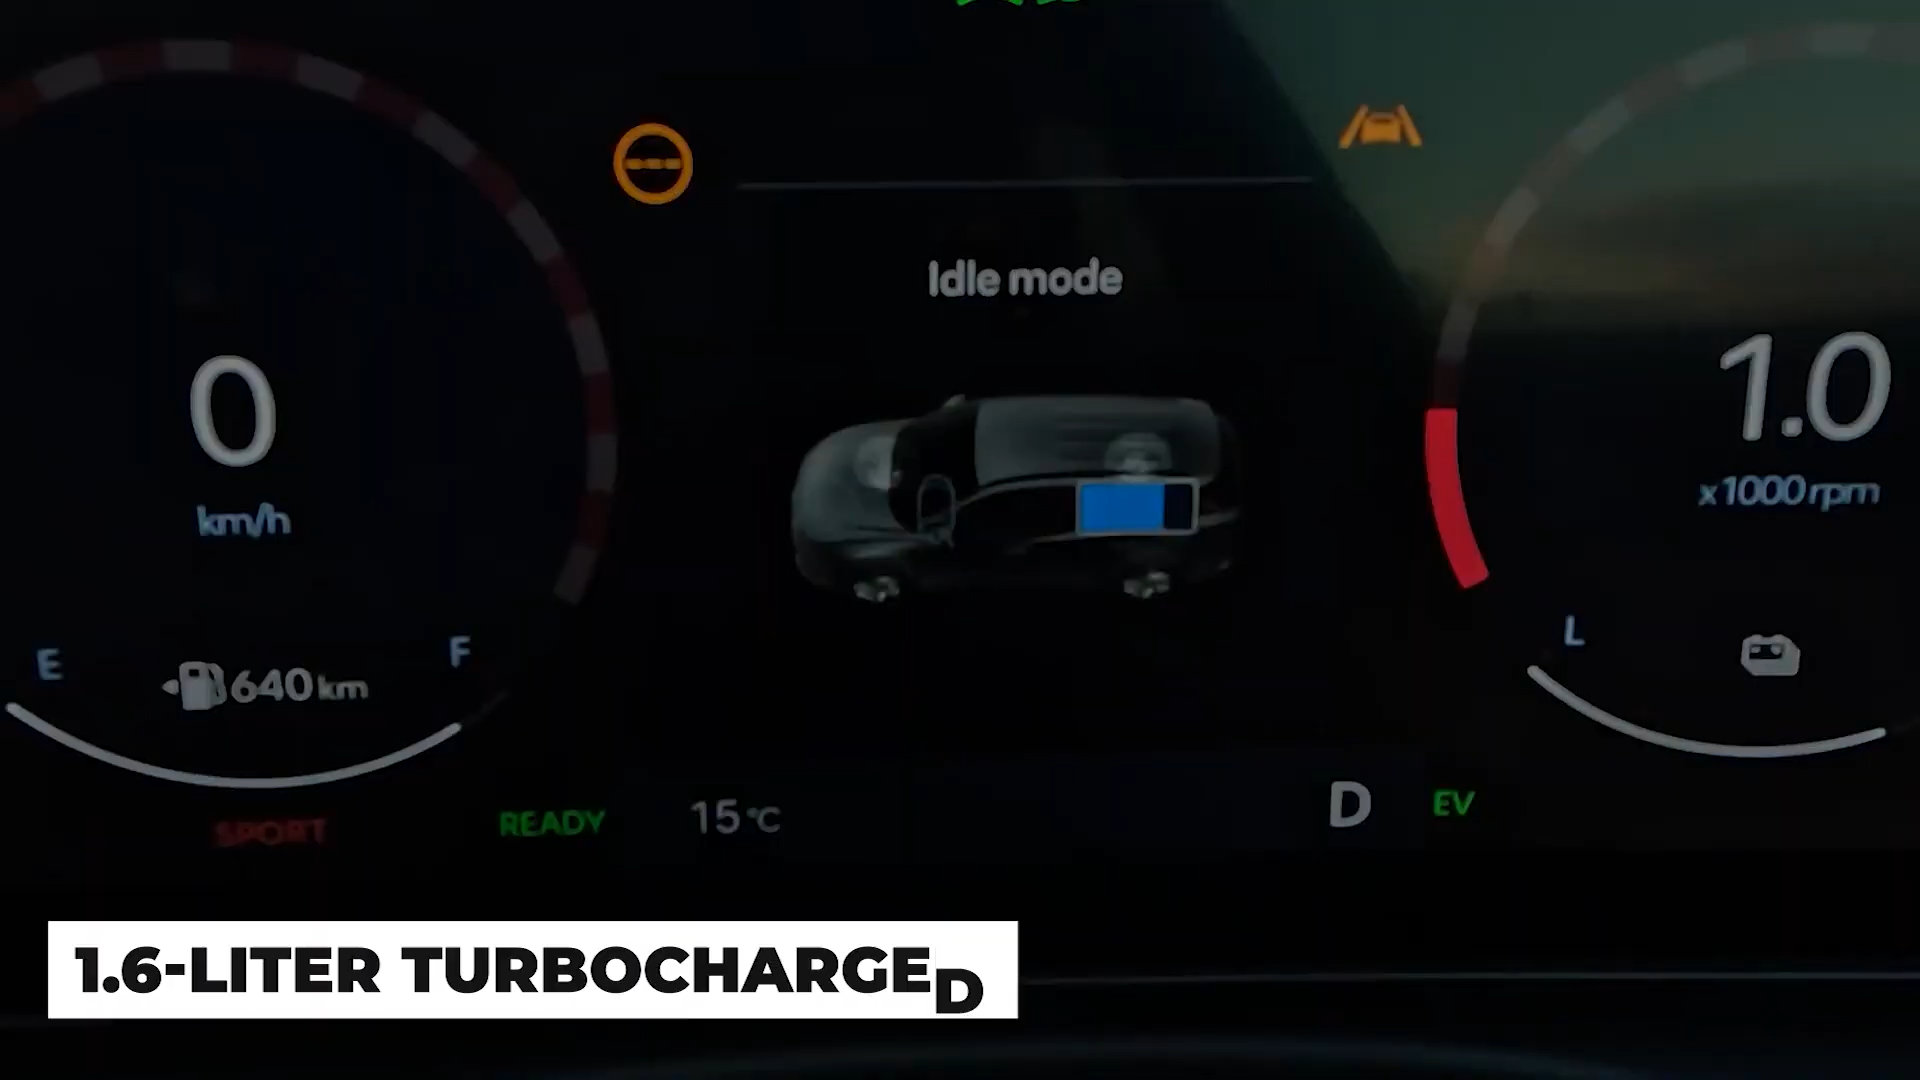 Idle mode
0
km/h
1.0
x1000 rpm
E
F
640 km
L
SPORT
READY
15 °C
D
EV
1.6-LITER TURBOCHARGED